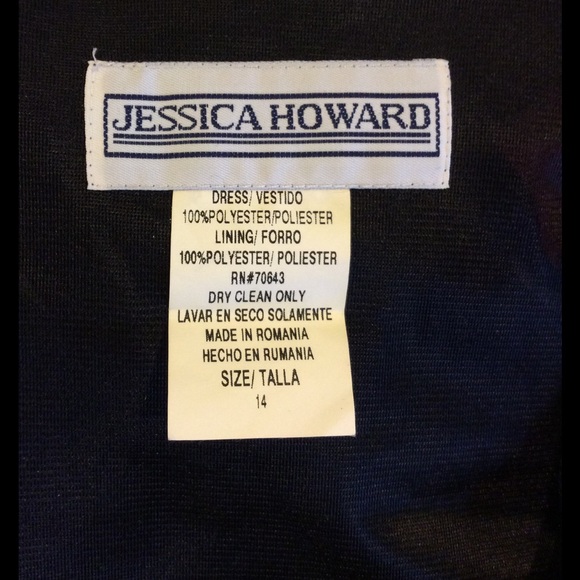 JESSICA HOWARD
DRESS/ VESTIDO
100%POLYESTER/POLIESTER
LINING/ FORRO
100%POLYESTER/ POLIESTER
RN#70643
DRY CLEAN ONLY
LAVAR EN SECO SOLAMENTE
MADE IN ROMANIA
HECHO EN RUMANIA
SIZE/ TALLA
14